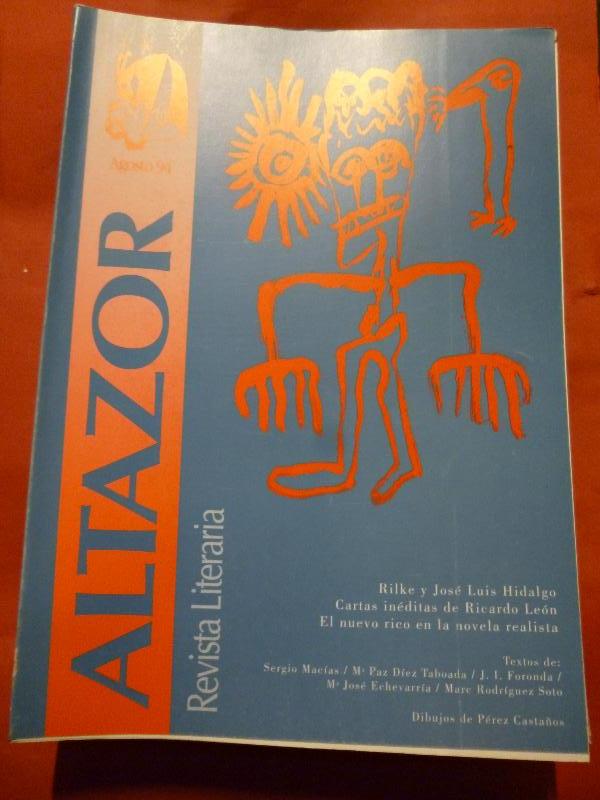 Agosto 94
ALTAZOR
Revista Literaria
Rilke y José Luis Hidalgo
Cartas inéditas de Ricardo León
El nuevo rico en la novela realista
Textos de:
Sergio Macías / Mª Paz Díez Taboada / J. I. Foronda /
Mª José Echevarría / Marc Rodríguez Soto
Dibujos de Pérez Castaños